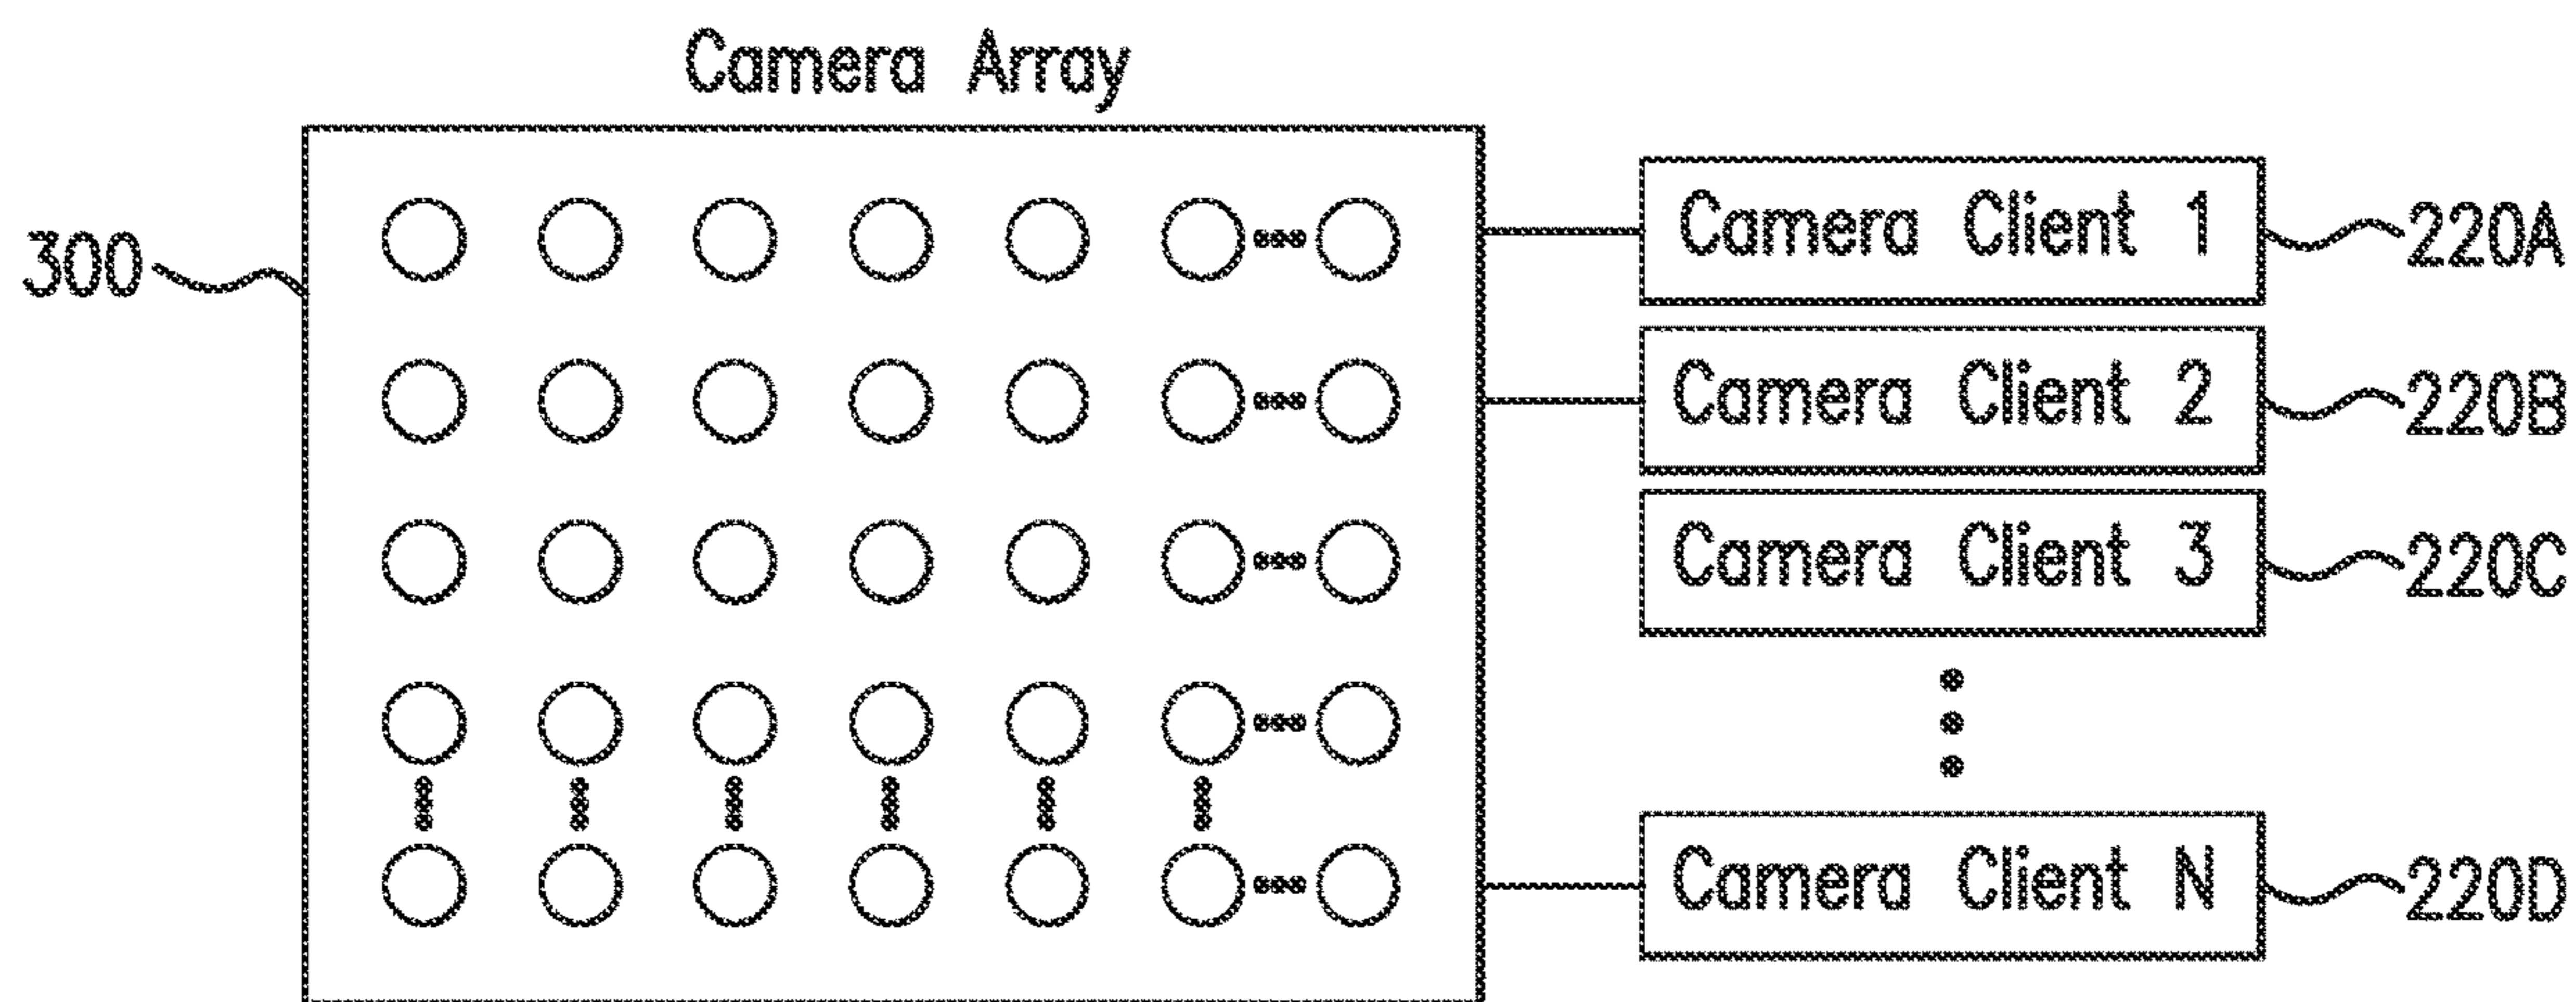 Camera Array
300
Camera Client 1
220A
Camera Client 2
220B
Camera Client 3
220C
Camera Client N
220D